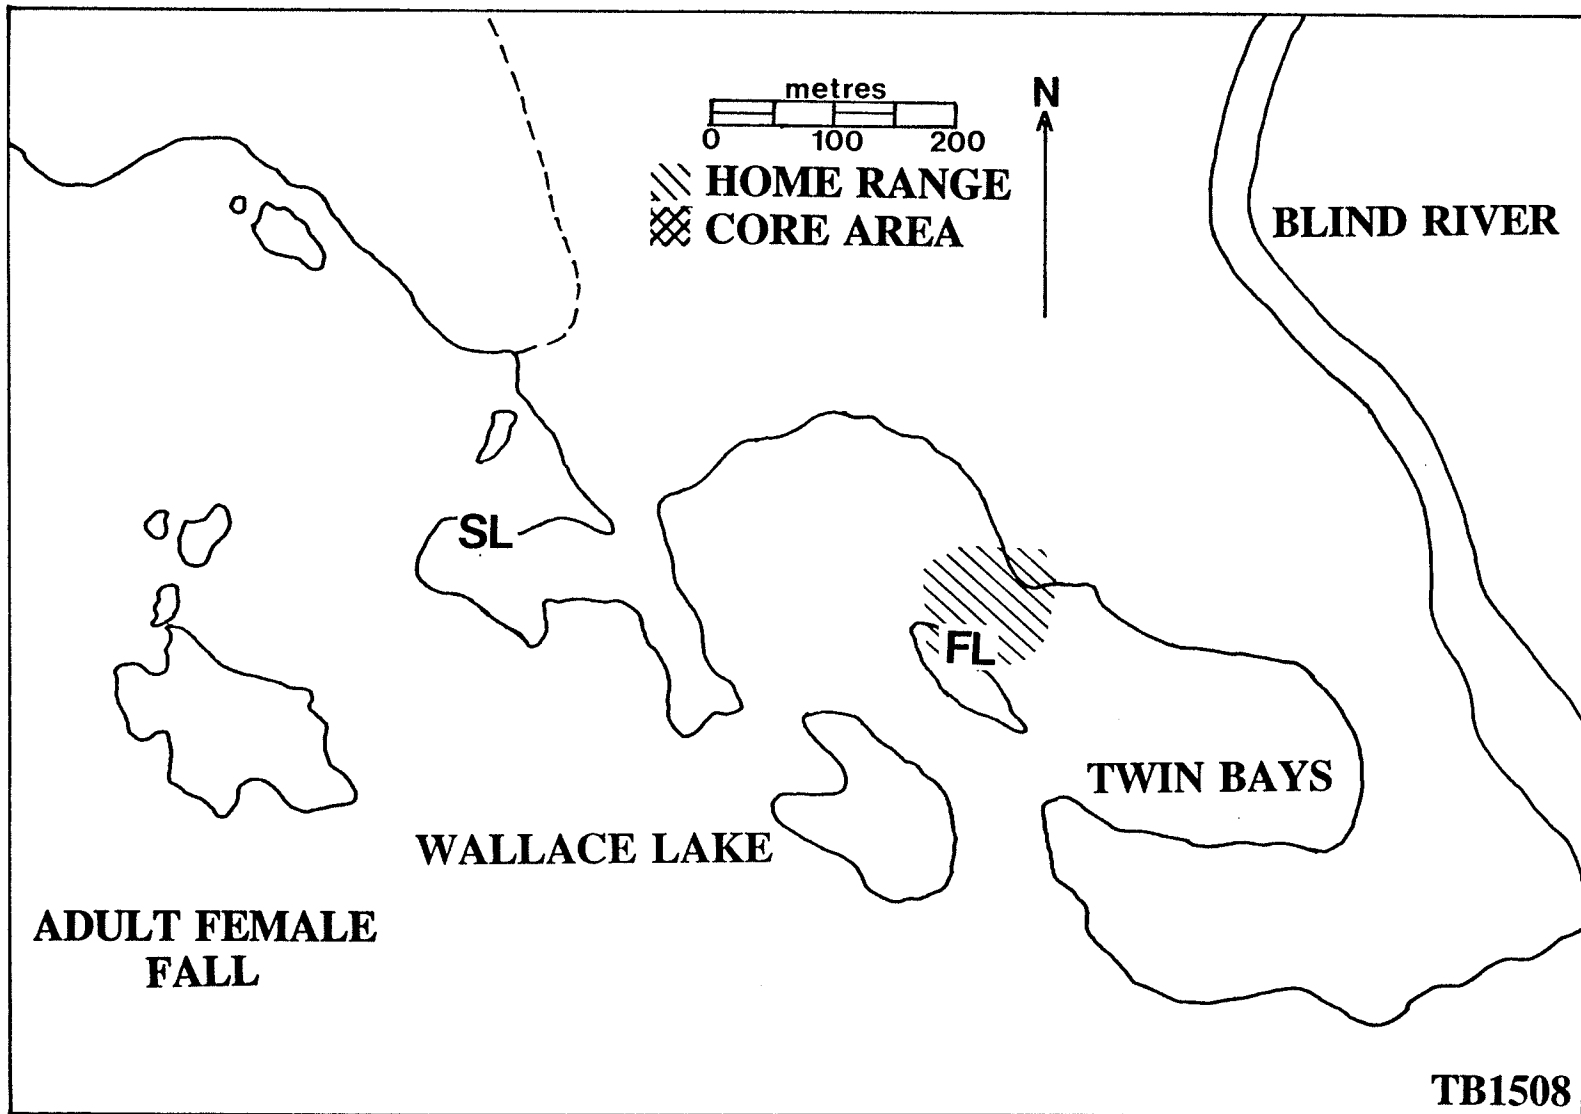 metres
0 100 200
N
HOME RANGE
CORE AREA
BLIND RIVER
SL
FL
TWIN BAYS
WALLACE LAKE
ADULT FEMALE
FALL
TB1508